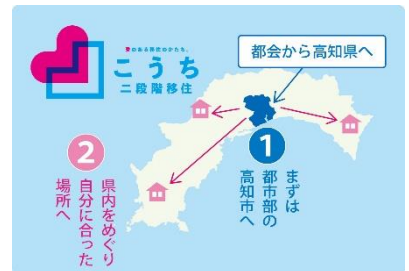 こうち
二段階移住
都会から高知県へ
1
まずは
都市部の
高知市へ
2
県内をめぐり
自分に合った
場所へ